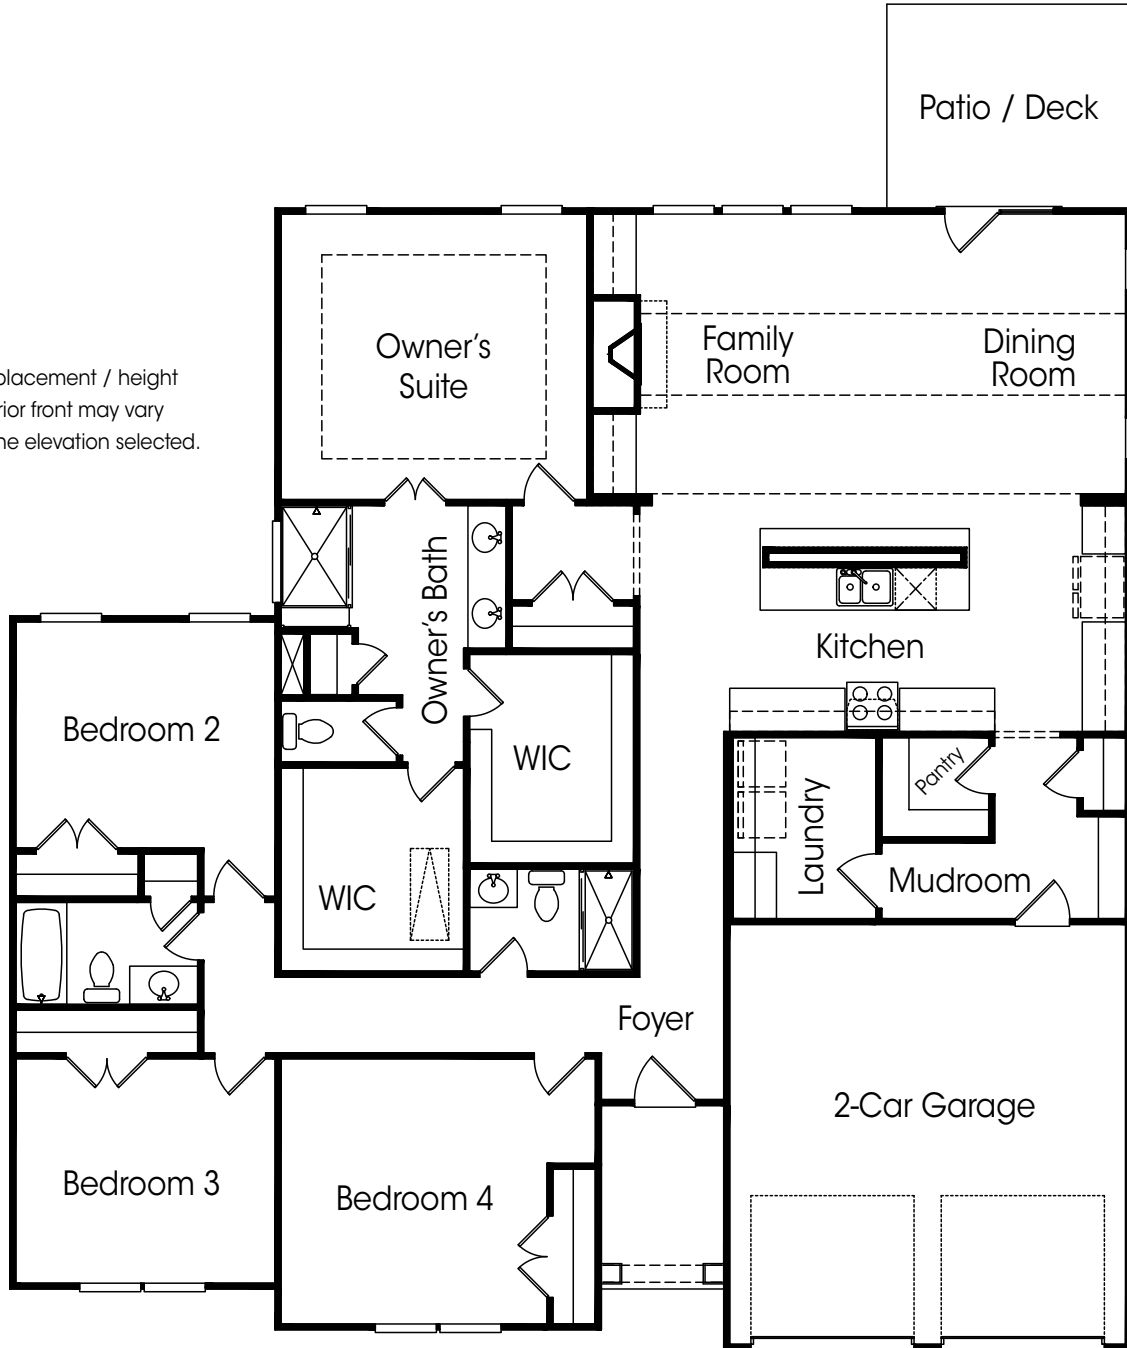 Patio / Deck
Owner's
Suite
Family
Room
Dining
Room
placement / height
rior front may vary
ne elevation selected.
Owner's Bath
Kitchen
Bedroom 2
WIC
Pantry
Laundry
WIC
Mudroom
Foyer
2-Car Garage
Bedroom 3
Bedroom 4